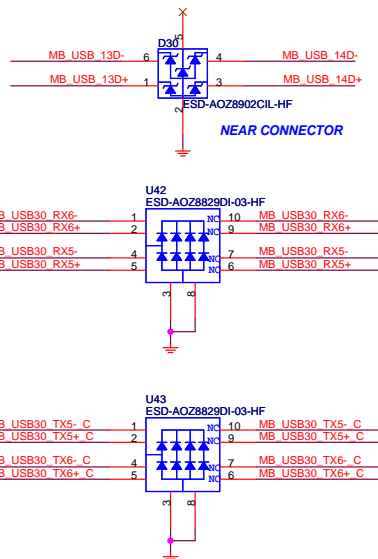 5
D30
MB_USB_13D- 6 4 MB_USB_14D-
MB_USB_13D+ 1 3 MB_USB_14D+
2
ESD-AOZ8902CIL-HF
NEAR CONNECTOR
U42
ESD-AOZ8829DI-03-HF
B_USB30_RX6- 1 NC 10 MB_USB30_RX6-
B_USB30_RX6+ 2 NC 9 MB_USB30_RX6+
B_USB30_RX5- 4 NC 7 MB_USB30_RX5-
B_USB30_RX5+ 5 NC 6 MB_USB30_RX5+
3 8
U43
ESD-AOZ8829DI-03-HF
B_USB30_TX5-_C 1 NC 10 MB_USB30_TX5-_C
B_USB30_TX5+_C 2 NC 9 MB_USB30_TX5+_C
B_USB30_TX6-_C 4 NC 7 MB_USB30_TX6-_C
B_USB30_TX6+_C 5 NC 6 MB_USB30_TX6+_C
3 8